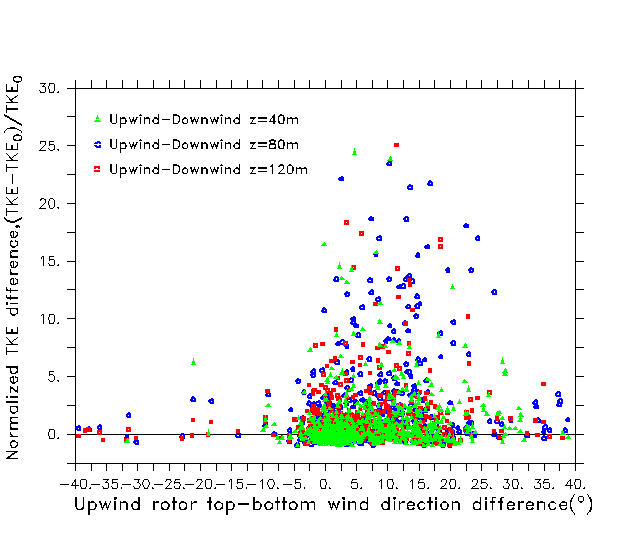 Normalized TKE difference,(TKE-TKE0)/TKE0
30.
25.
20.
15.
10.
5.
0.
Upwind-Downwind z=40m
Upwind-Downwind z=80m
Upwind-Downwind z=120m
-40. -35. -30. -25. -20. -15. -10. -5. 0. 5. 10. 15. 20. 25. 30. 35. 40.
Upwind rotor top-bottom wind direction difference(°)